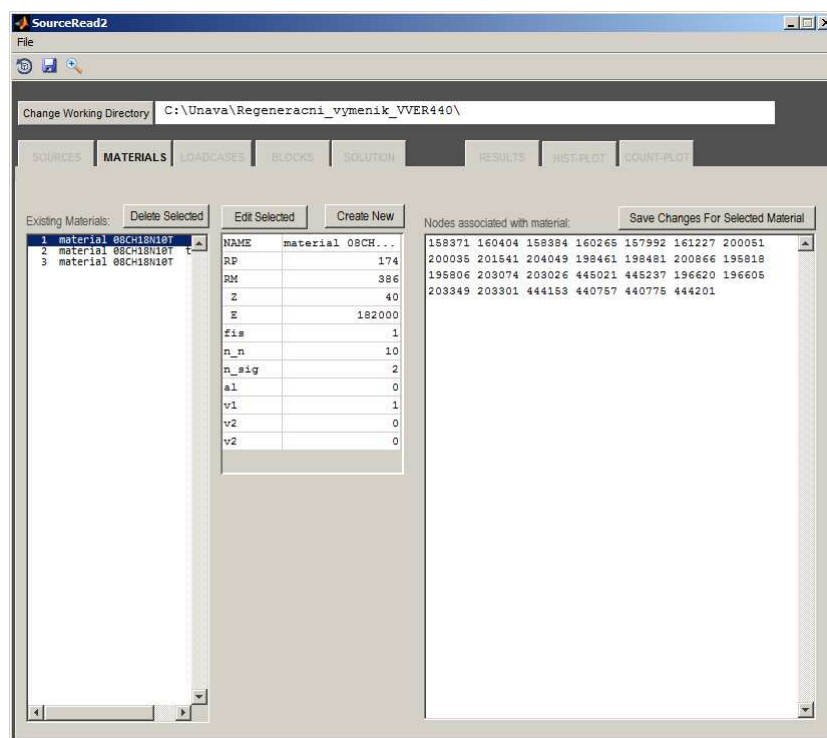 SourceRead2
File
Change Working Directory C:\Unava\Regeneracni_vymenik_VVER440\
SOURCES MATERIALS LOADCASES BLOCKS SOLUTION RESULTS HIST-PLOT COUNT-PLOT
Existing Materials: Delete Selected Edit Selected Create New Nodes associated with material: Save Changes For Selected Material
1 material 08CH18N10T
2 material 08CH18N10T t
3 material 08CH18N10T
NAME material 08CH...
RP 174
RM 386
Z 40
E 182000
fis 1
n_n 10
n_sig 2
al 0
v1 1
v2 0
v2 0
158371 160404 158384 160265 157992 161227 200051
200035 201541 204049 198461 198481 200866 195818
195806 203074 203026 445021 445237 196620 196605
203349 203301 444153 440757 440775 444201